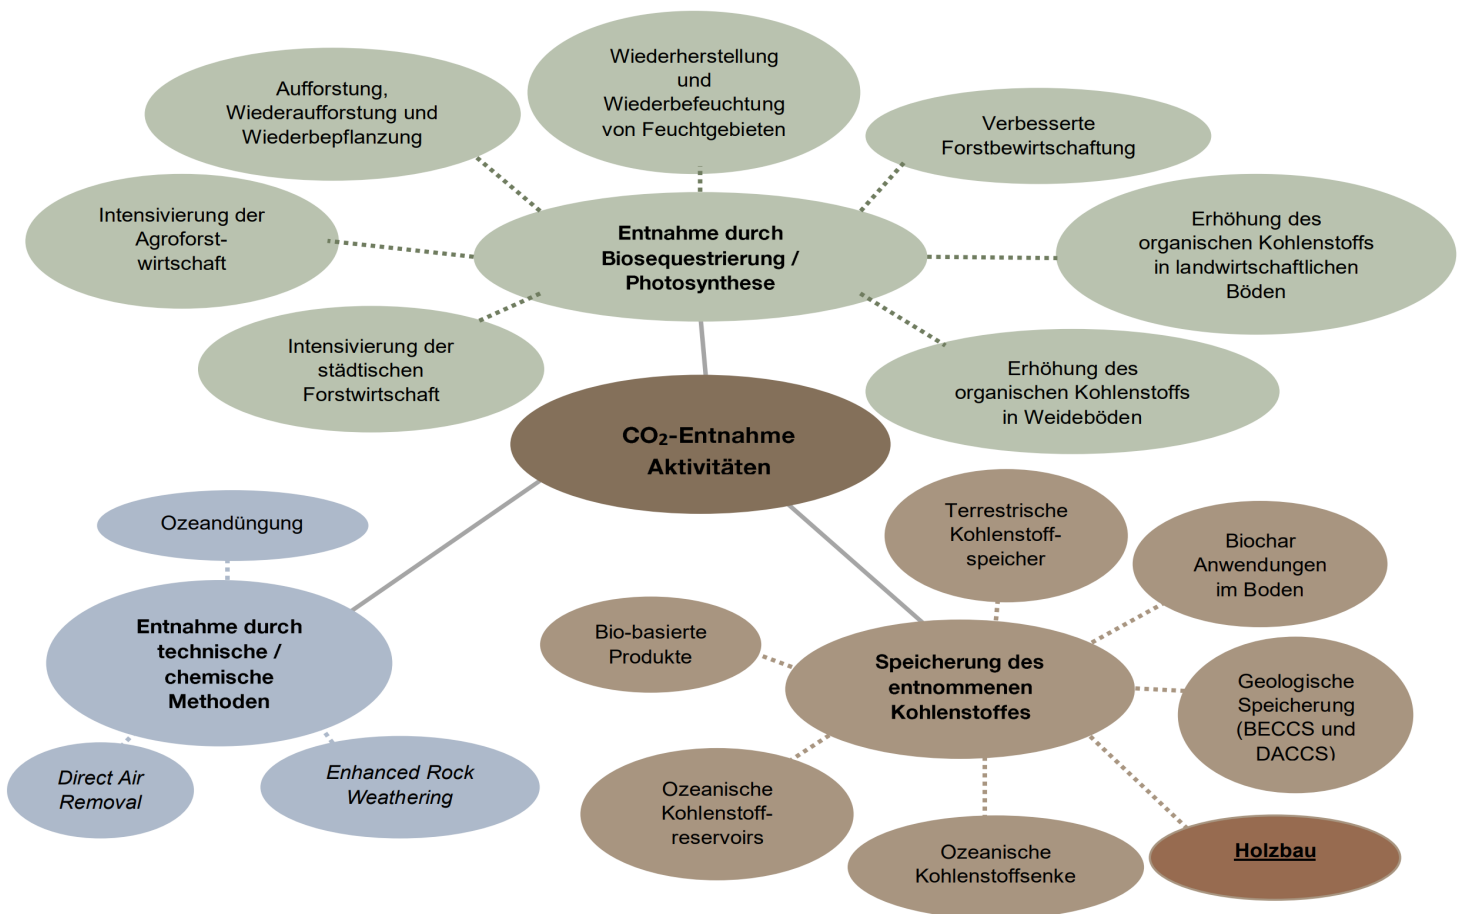 Wiederherstellung
und
Wiederbefeuchtung
von Feuchtgebieten
Aufforstung,
Wiederaufforstung und
Wiederbepflanzung
Verbesserte
Forstbewirtschaftung
Intensivierung der
Agroforst-
wirtschaft
Entnahme durch
Biosequestrierung /
Photosynthese
Erhöhung des
organischen Kohlenstoffs
in landwirtschaftlichen
Böden
Intensivierung der
städtischen
Forstwirtschaft
Erhöhung des
organischen Kohlenstoffs
in Weideböden
CO₂-Entnahme
Aktivitäten
Ozeandüngung
Entnahme durch
technische /
chemische
Methoden
Direct Air
Removal
Enhanced Rock
Weathering
Terrestrische
Kohlenstoff-
speicher
Biochar
Anwendungen
im Boden
Bio-basierte
Produkte
Speicherung des
entnommenen
Kohlenstoffes
Geologische
Speicherung
(BECCS und
DACCS)
Ozeanische
Kohlenstoff-
reservoirs
Ozeanische
Kohlenstoffsenke
Holzbau